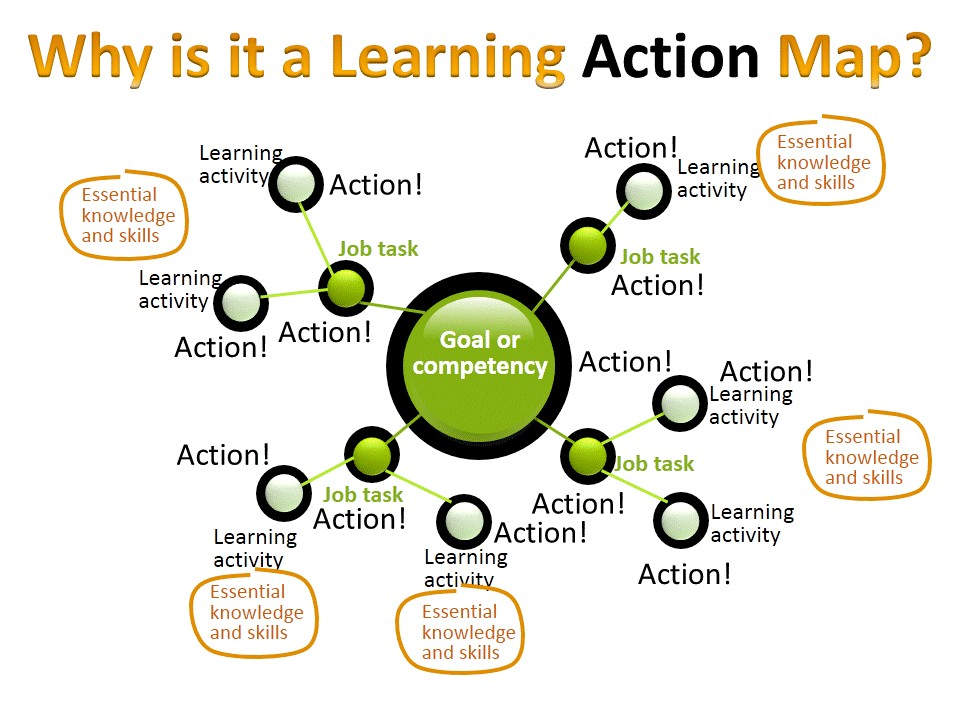 Why is it a Learning Action Map?
Learning
activity
Action!
Essential
knowledge
and skills
Job task
Learning
activity
Action!
Action!
Action!
Learning
activity
Essential
knowledge
and skills
Job task
Action!
Goal or
competency
Action!
Action!
Learning
activity
Essential
knowledge
and skills
Job task
Action!
Learning
activity
Action!
Action!
Job task
Action!
Learning
activity
Essential
knowledge
and skills
Action!
Learning
activity
Essential
knowledge
and skills